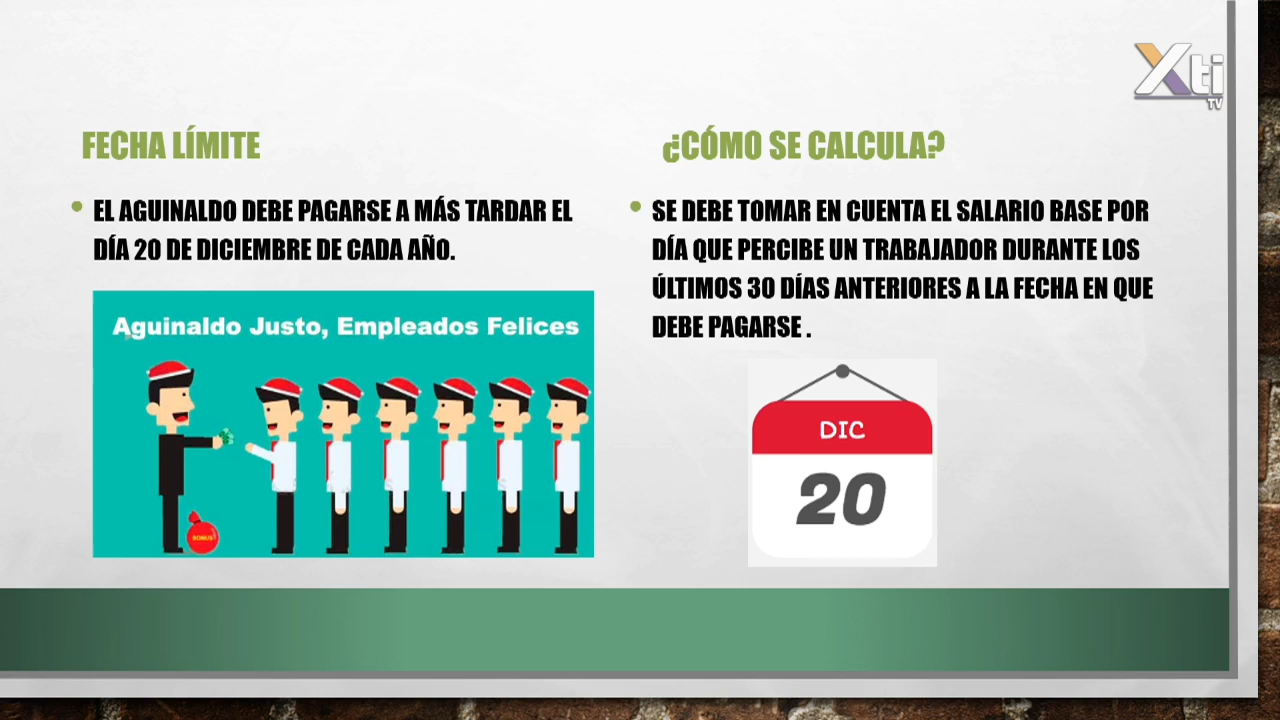 Xti
TV
FECHA LÍMITE
EL AGUINALDO DEBE PAGARSE A MÁS TARDAR EL
DÍA 20 DE DICIEMBRE DE CADA AÑO.
Aguinaldo Justo, Empleados Felices
BONUS
¿CÓMO SE CALCULA?
SE DEBE TOMAR EN CUENTA EL SALARIO BASE POR
DÍA QUE PERCIBE UN TRABAJADOR DURANTE LOS
ÚLTIMOS 30 DÍAS ANTERIORES A LA FECHA EN QUE
DEBE PAGARSE .
DIC
20